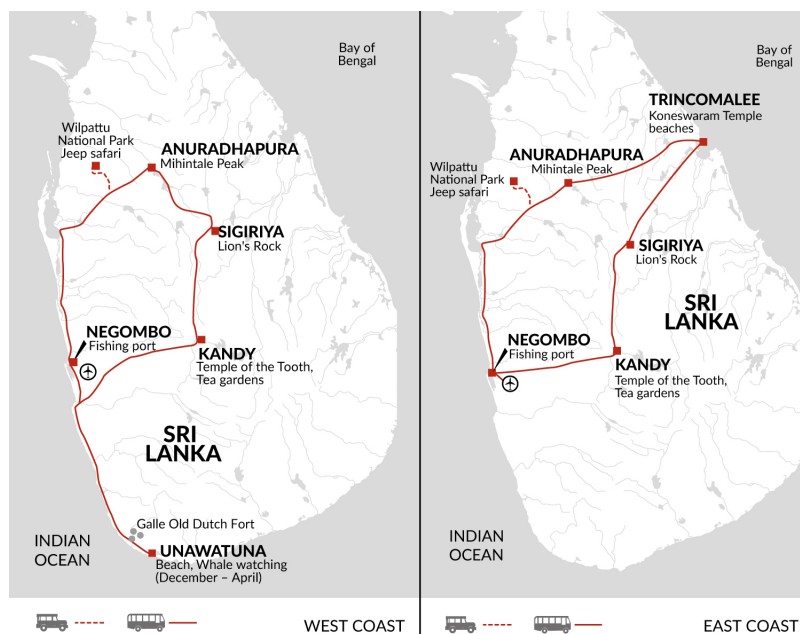 Bay of
Bengal
Wilpattu
National Park
Jeep safari
ANURADHAPURA
Mihintale Peak
SIGIRIYA
Lion's Rock
NEGOMBO
Fishing port
KANDY
Temple of the Tooth,
Tea gardens
SRI
LANKA
Galle Old Dutch Fort
INDIAN
OCEAN
UNAWATUNA
Beach, Whale watching
(December – April)
WEST COAST
Bay of
Bengal
TRINCOMALEE
Koneswaram Temple
beaches
ANURADHAPURA
Mihintale Peak
Wilpattu
National Park
Jeep safari
SIGIRIYA
Lion's Rock
SRI
LANKA
NEGOMBO
Fishing port
KANDY
Temple of the Tooth,
Tea gardens
INDIAN
OCEAN
EAST COAST